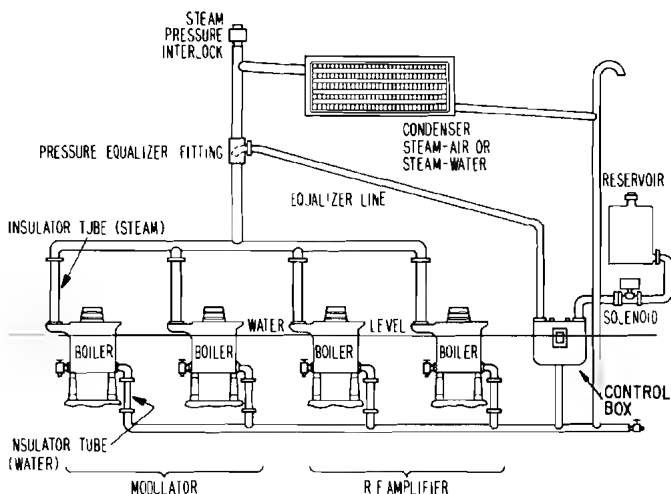 STEAM
PRESSURE
INTERLOCK
CONDENSER
STEAM-AIR OR
STEAM-WATER
PRESSURE EQUALIZER FITTING
RESERVOIR
EQUALIZER LINE
INSULATOR TUBE (STEAM)
SOLENOID
WATER LEVEL
BOILER BOILER BOILER BOILER
CONTROL
BOX
NSULATOR TUBE
(WATER)
MODULATOR
R F AMPLIFIER